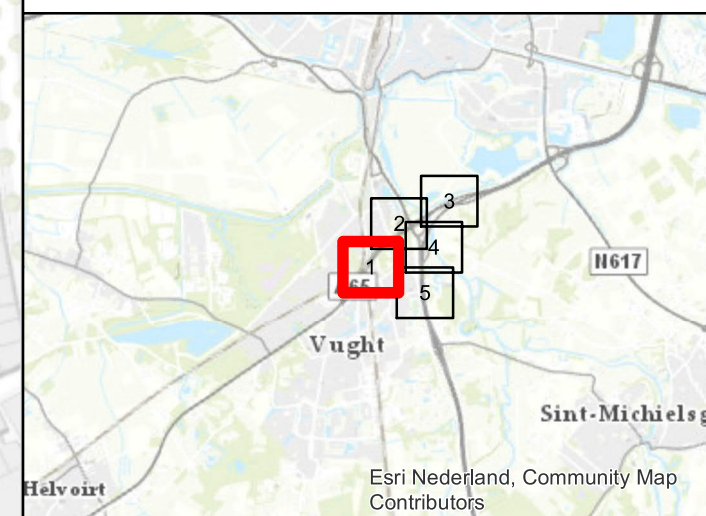 3
2
4
1
N617
A65
5
Vught
Sint-Michielsg
Helvoirt
Esri Nederland, Community Map
Contributors